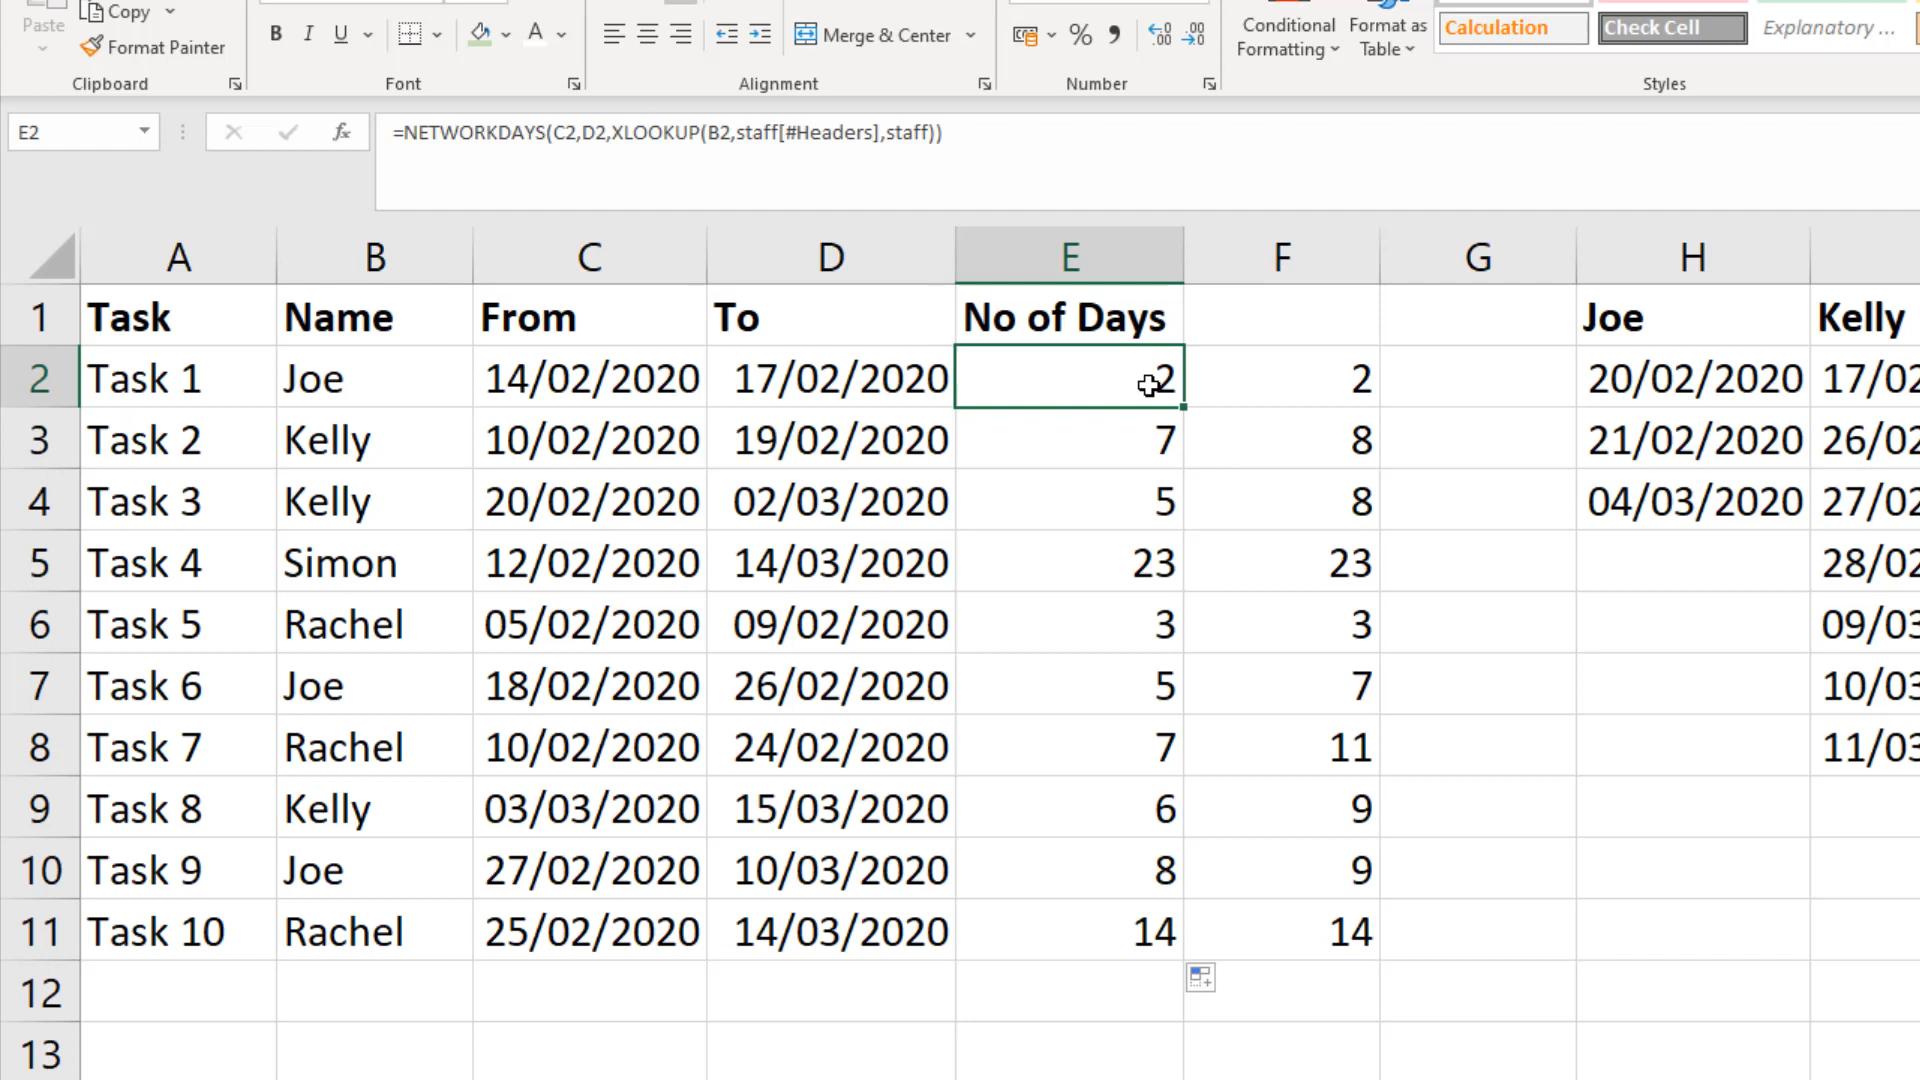 Paste
Copy
Format Painter
Clipboard
B I U
A
Font
Merge & Center
Alignment
% 9
.00
.00
Number
Conditional Formatting
Format as Table
Calculation
Check Cell
Explanatory ...
Styles
E2
fx
=NETWORKDAYS(C2,D2,XLOOKUP(B2,staff[#Headers],staff))
A B C D E F G H
1 Task Name From To No of Days Joe Kelly
2 Task 1 Joe 14/02/2020 17/02/2020 2 2 20/02/2020 17/02
3 Task 2 Kelly 10/02/2020 19/02/2020 7 8 21/02/2020 26/02
4 Task 3 Kelly 20/02/2020 02/03/2020 5 8 04/03/2020 27/02
5 Task 4 Simon 12/02/2020 14/03/2020 23 23 28/02
6 Task 5 Rachel 05/02/2020 09/02/2020 3 3 09/03
7 Task 6 Joe 18/02/2020 26/02/2020 5 7 10/03
8 Task 7 Rachel 10/02/2020 24/02/2020 7 11 11/03
9 Task 8 Kelly 03/03/2020 15/03/2020 6 9
10 Task 9 Joe 27/02/2020 10/03/2020 8 9
11 Task 10 Rachel 25/02/2020 14/03/2020 14 14
12
13